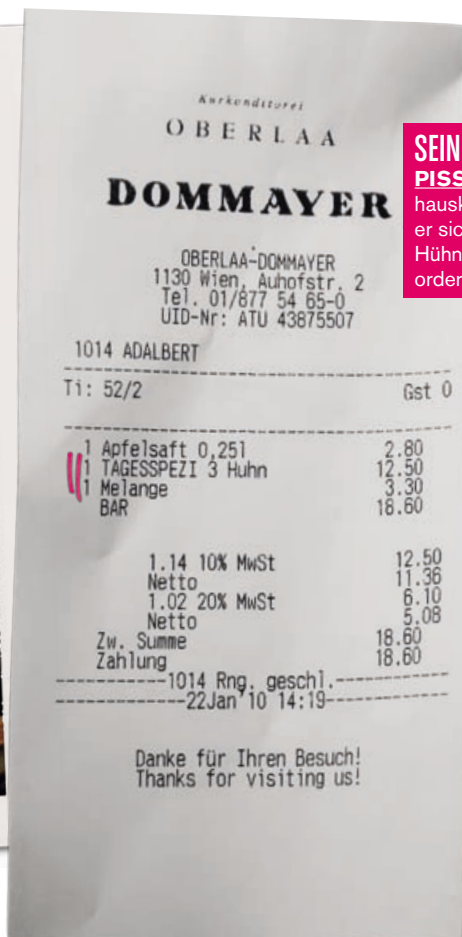 Kurkonditorei
OBERLAA
DOMMAYER
OBERLAA-DOMMAYER
1130 Wien, Auhofstr. 2
Tel. 01/877 54 65-0
UID-Nr: ATU 43875507
1014 ADALBERT
Ti: 52/2 Gst 0
1 Apfelsaft 0,25l 2.80
1 TAGESSPEZI 3 Huhn 12.50
1 Melange 3.30
BAR 18.60
1.14 10% MwSt 12.50
Netto 11.36
1.02 20% MwSt 6.10
Netto 5.08
Zw. Summe 18.60
Zahlung 18.60
-----------1014 Rng. geschl.-----------
-------------22Jan'10 14:19-------------
Danke für Ihren Besuch!
Thanks for visiting us!
SEIN
PISS
hausk
er sic
Hühn
order